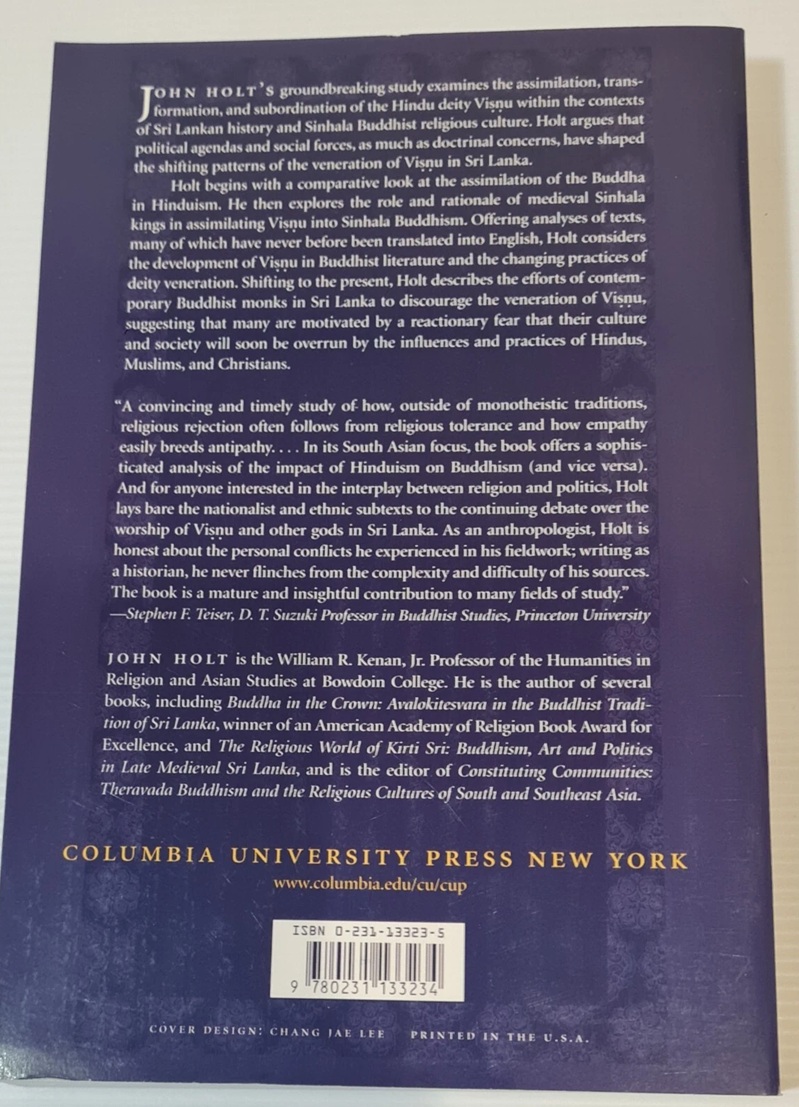 JOHN HOLT'S groundbreaking study examines the assimilation, trans-
formation, and subordination of the Hindu deity Viṣṇu within the contexts
of Sri Lankan history and Sinhala Buddhist religious culture. Holt argues that
political agendas and social forces, as much as doctrinal concerns, have shaped
the shifting patterns of the veneration of Viṣṇu in Sri Lanka.
Holt begins with a comparative look at the assimilation of the Buddha
in Hinduism. He then explores the role and rationale of medieval Sinhala
kings in assimilating Viṣṇu into Sinhala Buddhism. Offering analyses of texts,
many of which have never before been translated into English, Holt considers
the development of Viṣṇu in Buddhist literature and the changing practices of
deity veneration. Shifting to the present, Holt describes the efforts of contem-
porary Buddhist monks in Sri Lanka to discourage the veneration of Viṣṇu,
suggesting that many are motivated by a reactionary fear that their culture
and society will soon be overrun by the influences and practices of Hindus,
Muslims, and Christians.
“A convincing and timely study of how, outside of monotheistic traditions,
religious rejection often follows from religious tolerance and how empathy
easily breeds antipathy. . . . In its South Asian focus, the book offers a sophis-
ticated analysis of the impact of Hinduism on Buddhism (and vice versa).
And for anyone interested in the interplay between religion and politics, Holt
lays bare the nationalist and ethnic subtexts to the continuing debate over the
worship of Viṣṇu and other gods in Sri Lanka. As an anthropologist, Holt is
honest about the personal conflicts he experienced in his fieldwork; writing as
a historian, he never flinches from the complexity and difficulty of his sources.
The book is a mature and insightful contribution to many fields of study.”
—Stephen F. Teiser, D. T. Suzuki Professor in Buddhist Studies, Princeton University
JOHN HOLT is the William R. Kenan, Jr. Professor of the Humanities in
Religion and Asian Studies at Bowdoin College. He is the author of several
books, including Buddha in the Crown: Avalokitesvara in the Buddhist Tradi-
tion of Sri Lanka, winner of an American Academy of Religion Book Award for
Excellence, and The Religious World of Kirti Sri: Buddhism, Art and Politics
in Late Medieval Sri Lanka, and is the editor of Constituting Communities:
Theravada Buddhism and the Religious Cultures of South and Southeast Asia.
COLUMBIA UNIVERSITY PRESS NEW YORK
www.columbia.edu/cu/cup
ISBN 0-231-13323-5
9 780231 133234
COVER DESIGN: CHANG JAE LEE PRINTED IN THE U.S.A.